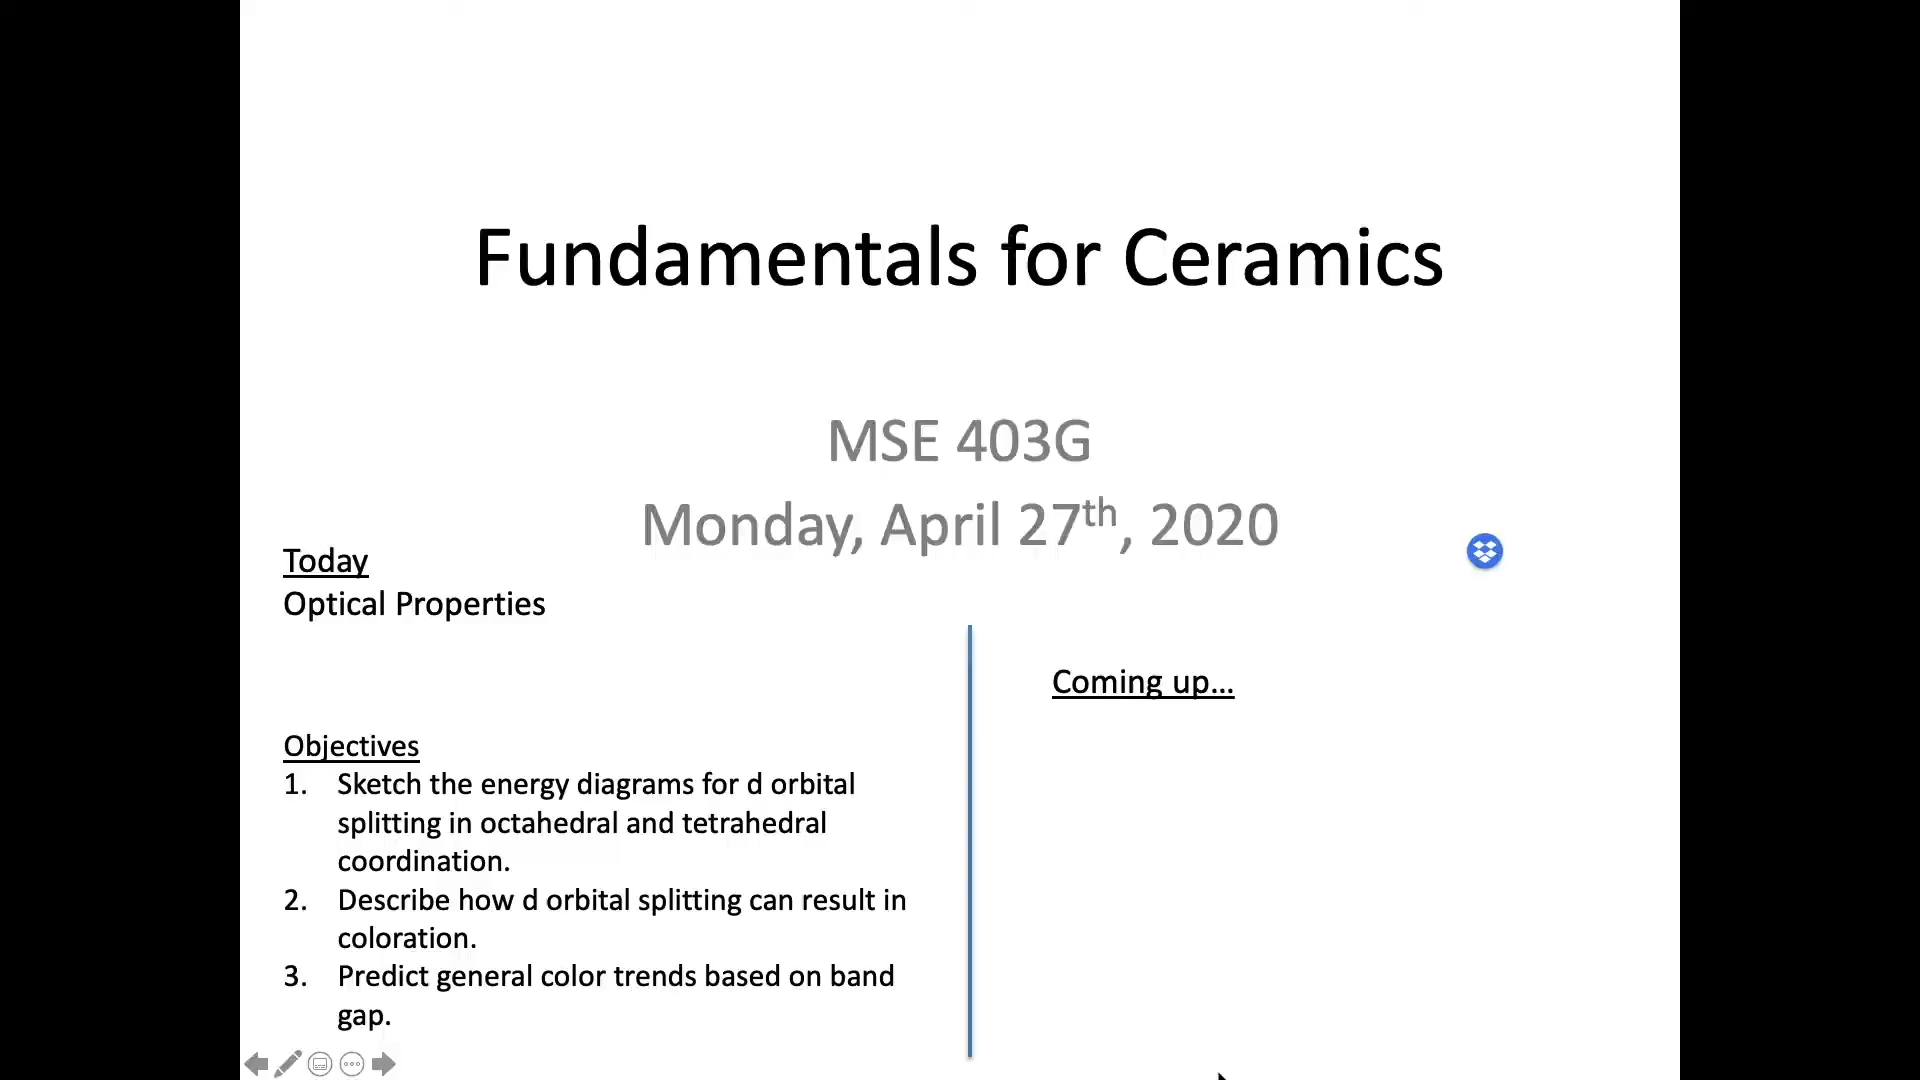 Fundamentals for Ceramics
MSE 403G
Monday, April 27th, 2020
Today
Optical Properties
Objectives
1. Sketch the energy diagrams for d orbital
splitting in octahedral and tetrahedral
coordination.
2. Describe how d orbital splitting can result in
coloration.
3. Predict general color trends based on band
gap.
Coming up...